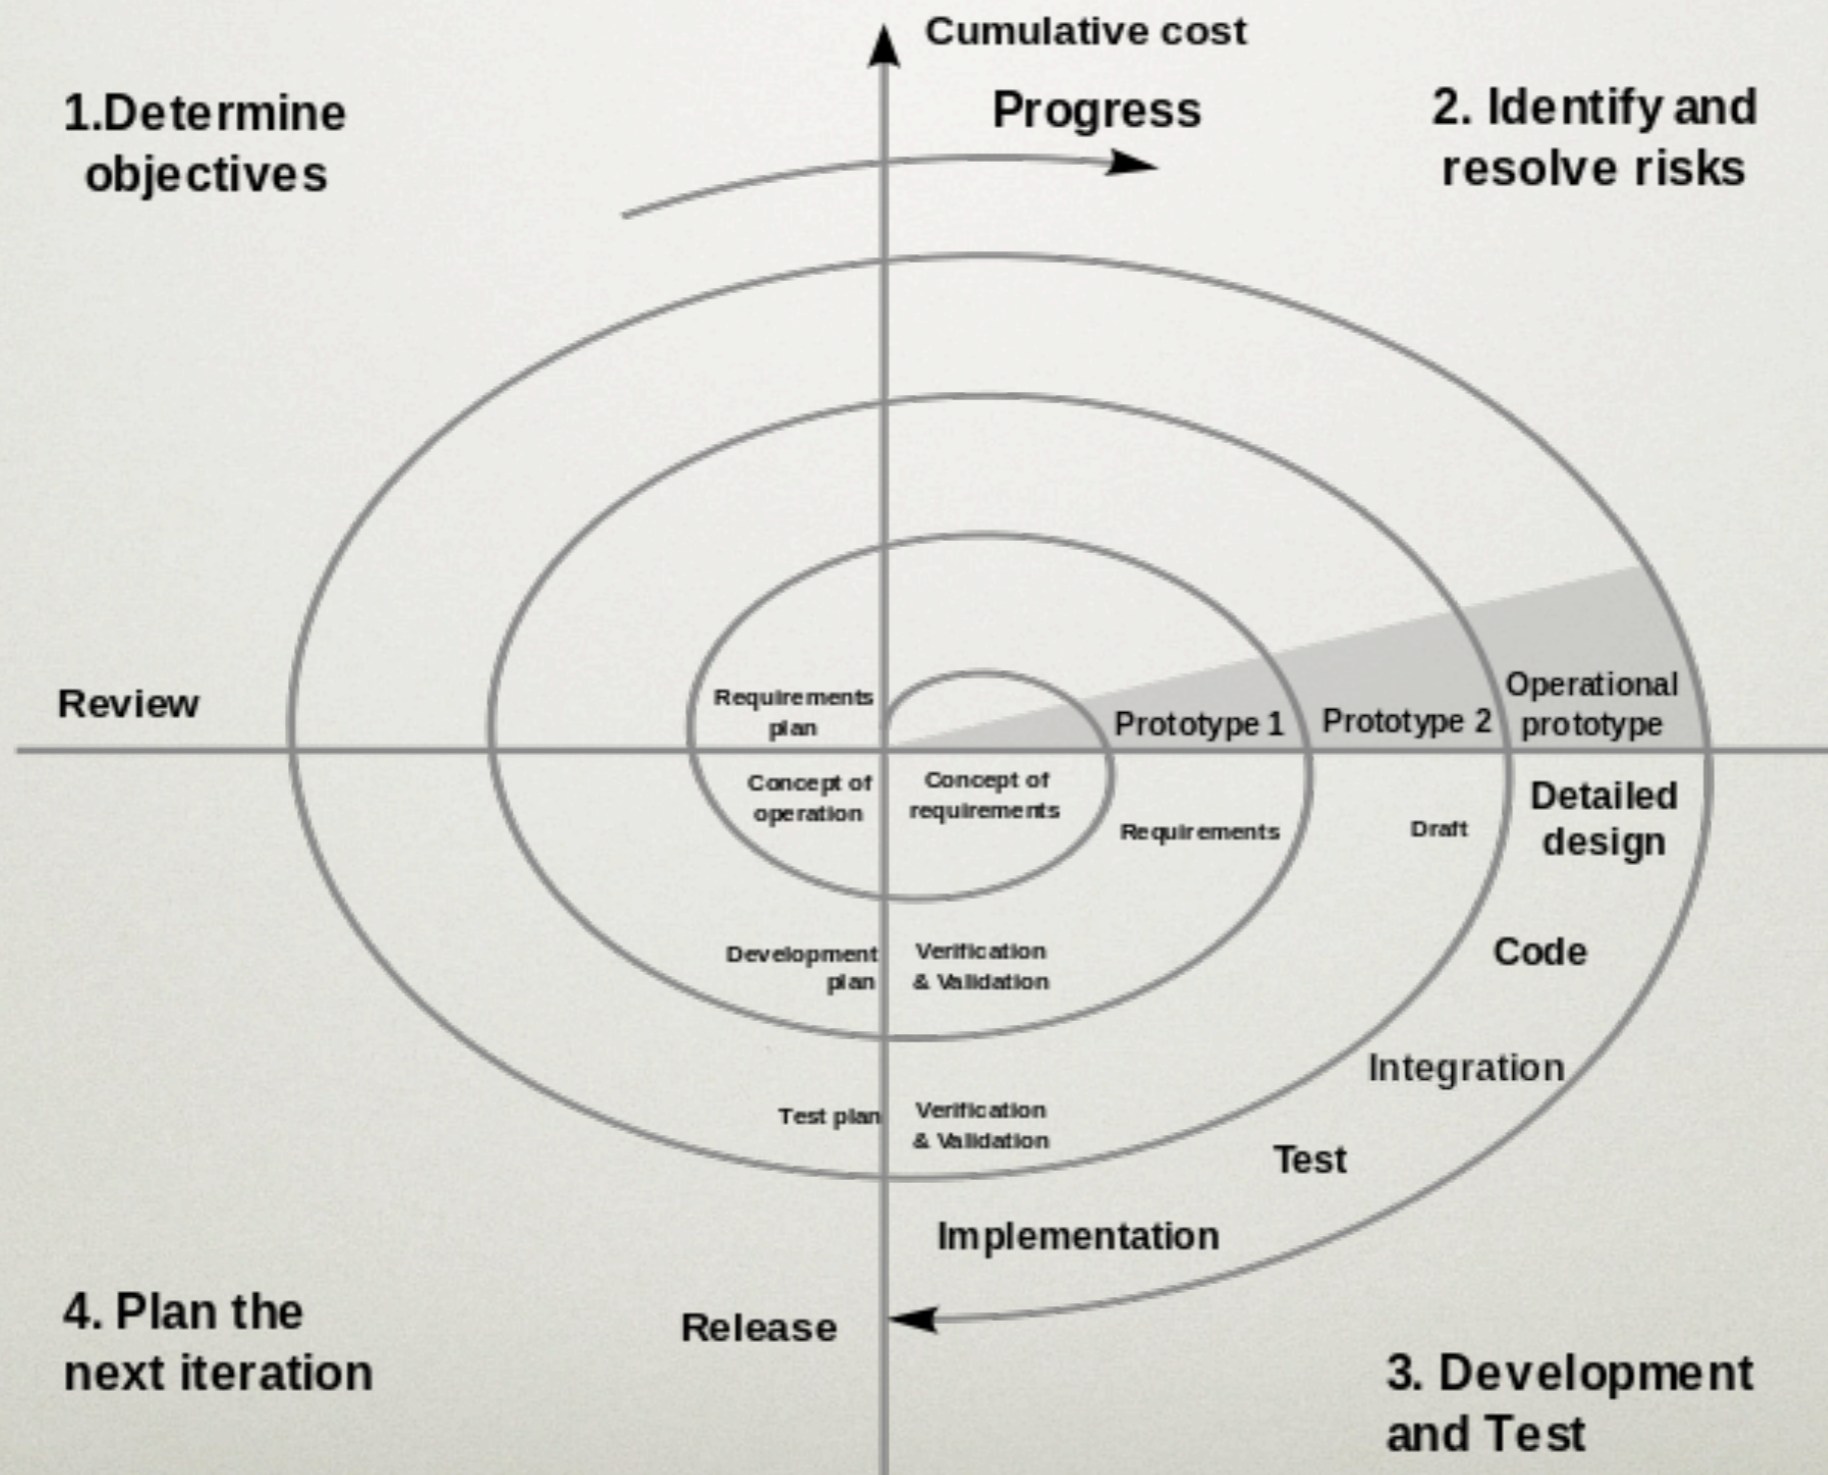 Cumulative cost
Progress
1.Determine
objectives
2. Identify and
resolve risks
Review
Requirements
plan
Prototype 1
Prototype 2
Operational
prototype
Concept of
operation
Concept of
requirements
Requirements
Draft
Detailed
design
Development
plan
Verification
& Validation
Code
Integration
Test plan
Verification
& Validation
Test
Implementation
Release
4. Plan the
next iteration
3. Development
and Test